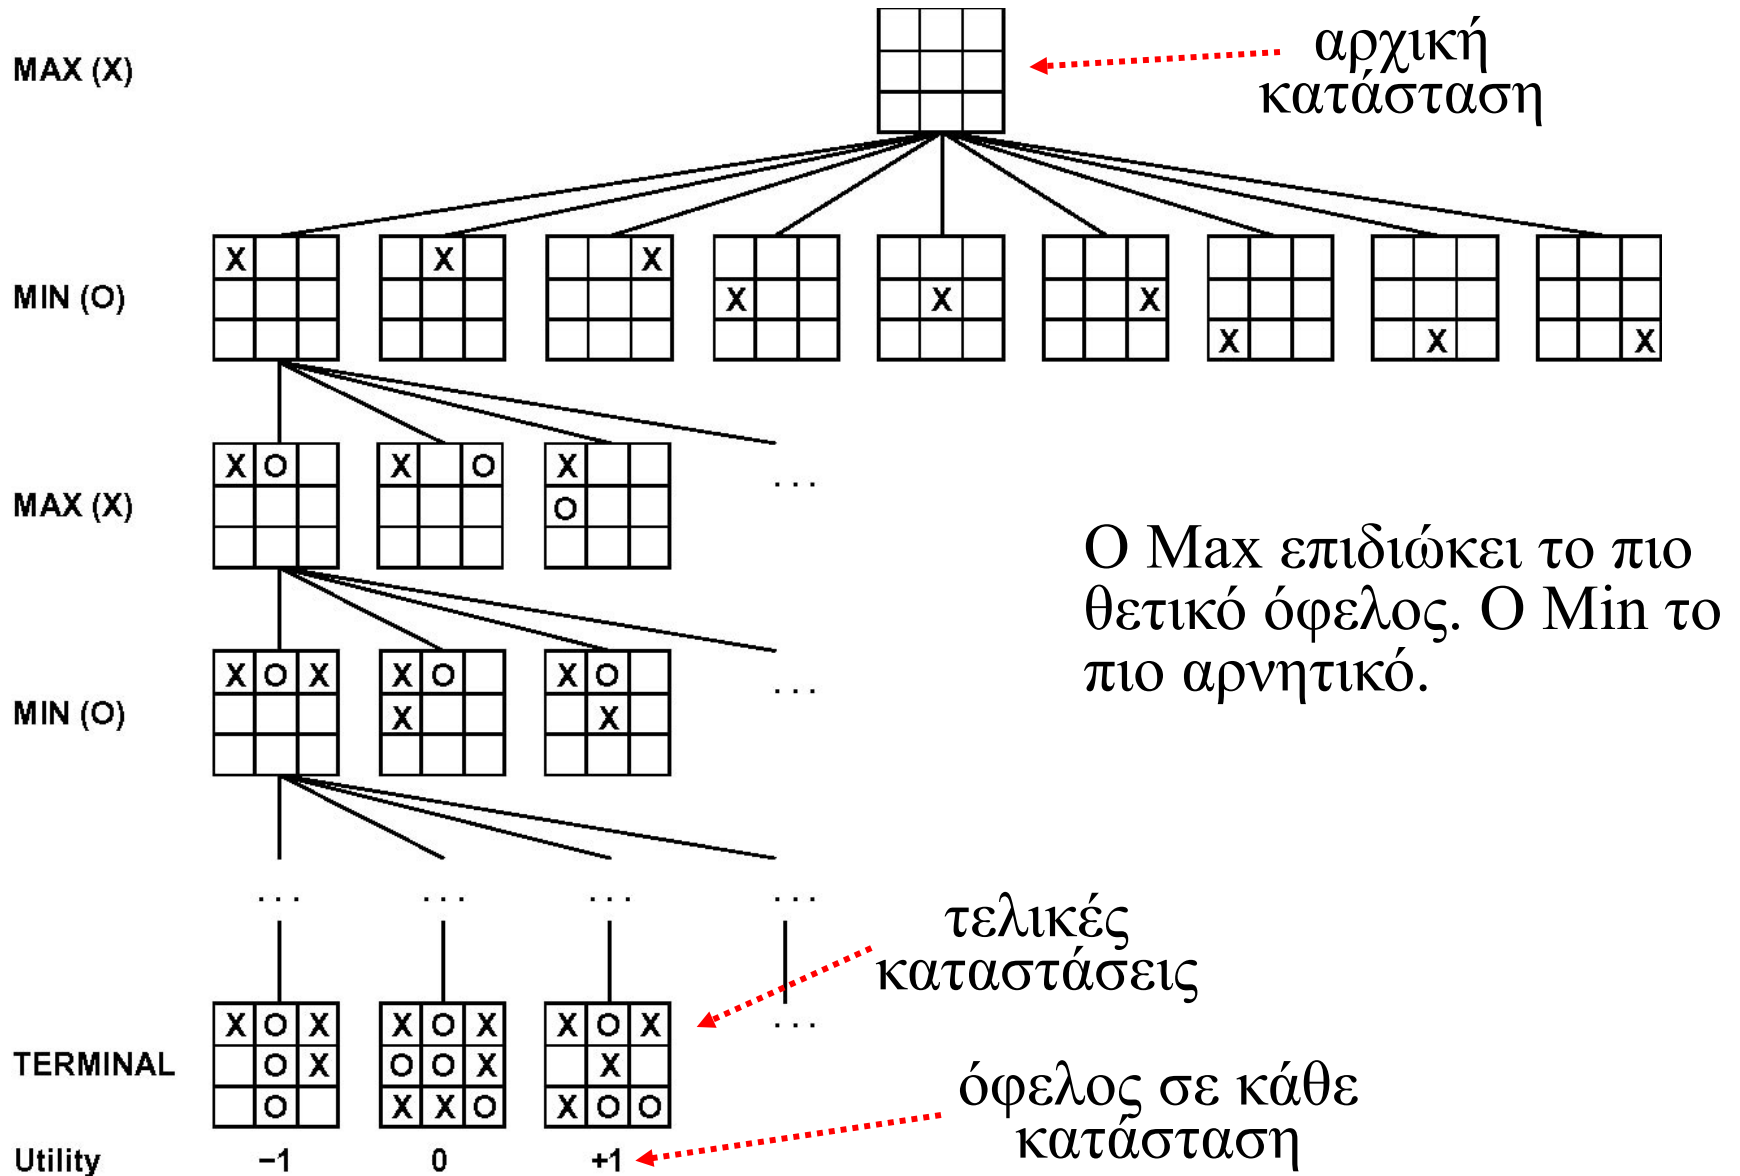 MAX (X)
αρχική
κατάσταση
MIN (O)
X X X
X X X
X X X
MAX (X)
X O X O X
O
...
Ο Max επιδιώκει το πιο
θετικό όφελος. Ο Min το
πιο αρνητικό.
MIN (O)
X O X X O X O
X X
...
... ... ... ...
τελικές
καταστάσεις
TERMINAL
X O X X O X X O X
O X O O X X
O X X O X O O
...
όφελος σε κάθε
κατάσταση
Utility −1 0 +1